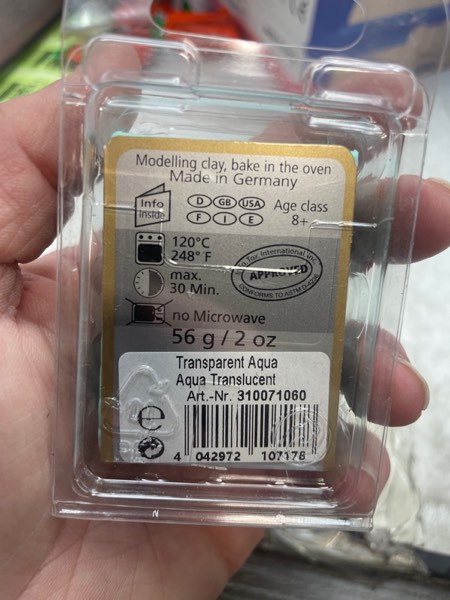 Modelling clay, bake in the oven
Made in Germany
Info
inside
D GB USA
F I E
Age class
8+
120°C
248° F
max.
30 Min.
APPROVED
CONFORMS TO ASTM D-4236
no Microwave
56 g / 2 oz
Transparent Aqua
Aqua Translucent
Art.-Nr. 310071060
e
4 042972 107178